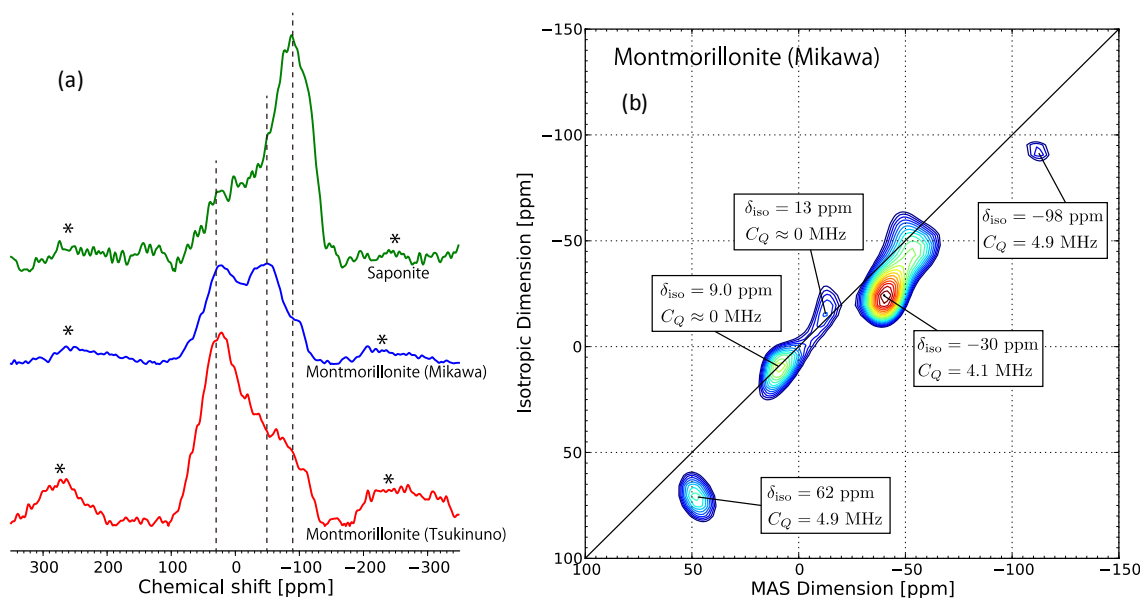 (a)
*
*
Saponite
*
*
Montmorillonite (Mikawa)
*
*
Montmorillonite (Tsukinuno)
300 200 100 0 −100 −200 −300
Chemical shift [ppm]
Montmorillonite (Mikawa)
(b)
−150
−100
−50
0
50
100
Isotropic Dimension [ppm]
δiso = 13 ppm
CQ ≈ 0 MHz
δiso = −98 ppm
CQ = 4.9 MHz
δiso = 9.0 ppm
CQ ≈ 0 MHz
δiso = −30 ppm
CQ = 4.1 MHz
δiso = 62 ppm
CQ = 4.9 MHz
100 50 0 −50 −100 −150
MAS Dimension [ppm]